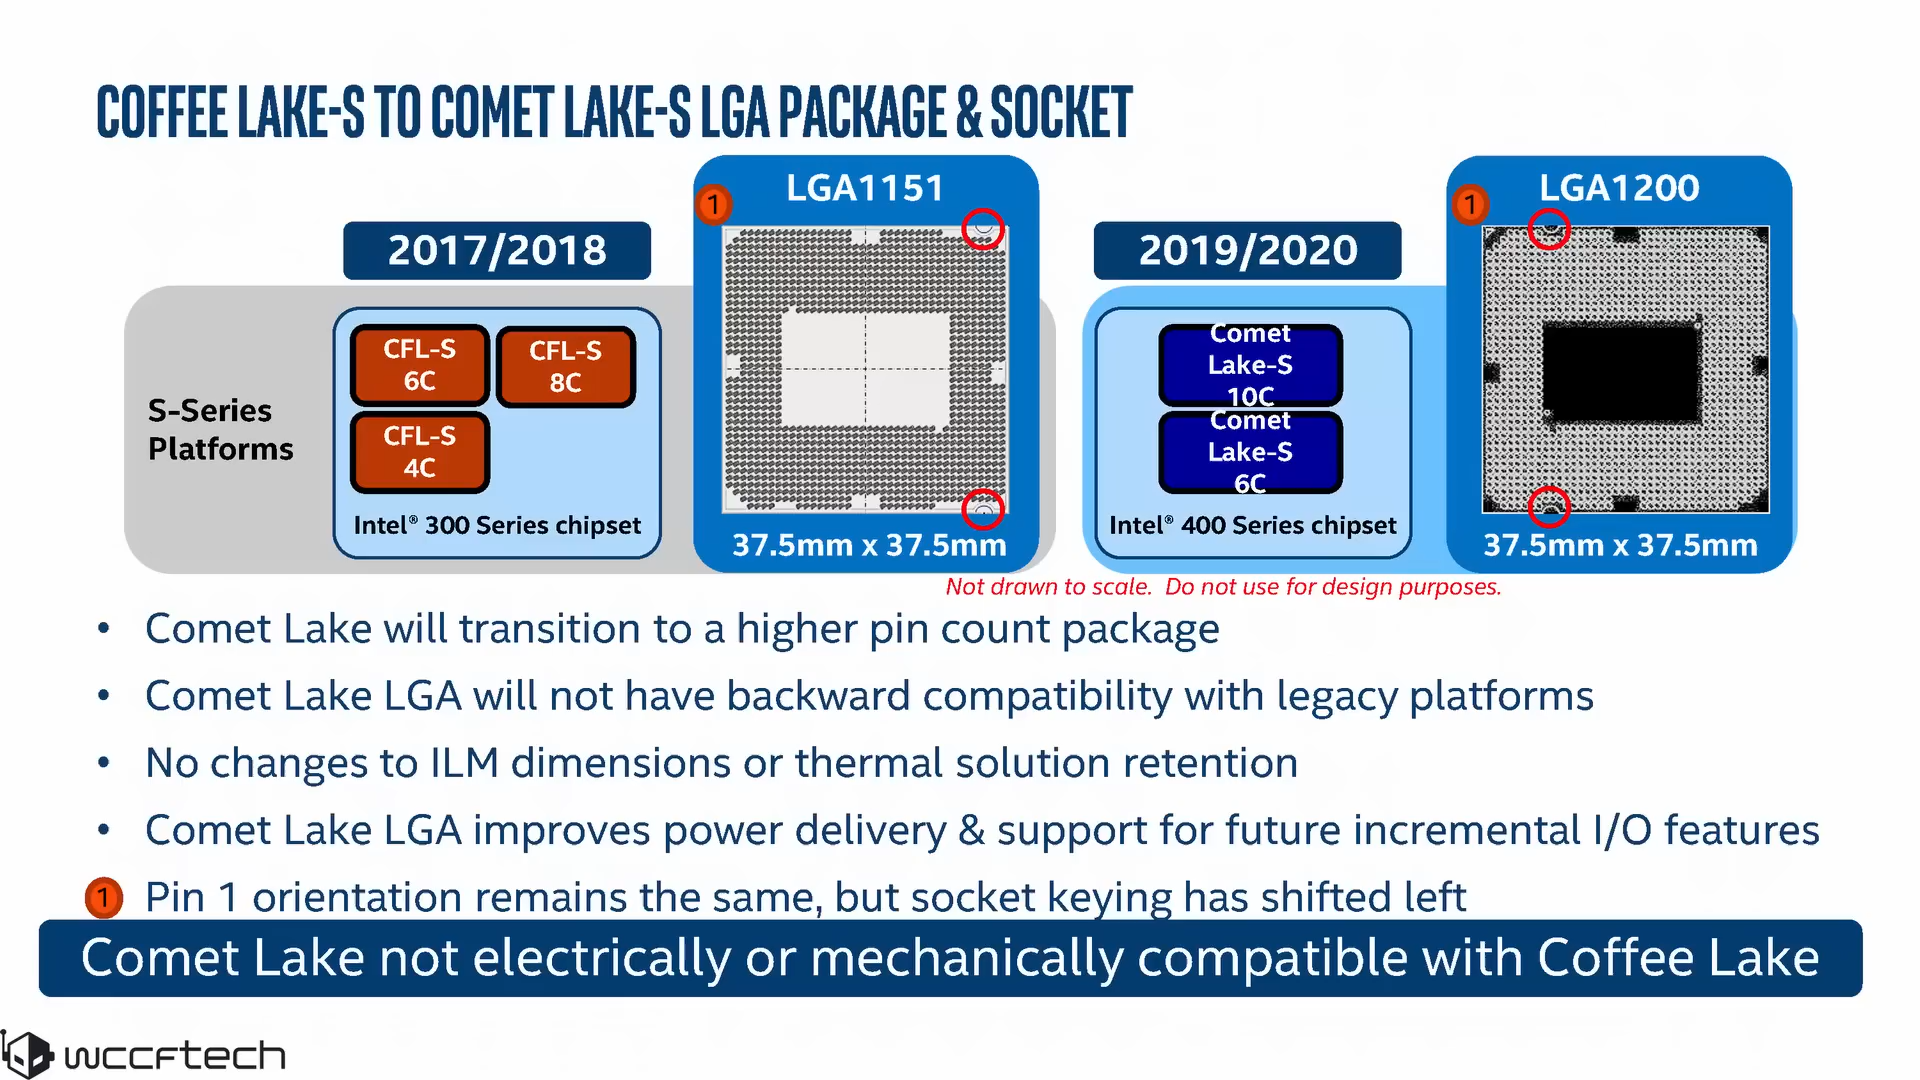 COFFEE LAKE-S TO COMET LAKE-S LGA PACKAGE & SOCKET
S-Series
Platforms
2017/2018
CFL-S
6C
CFL-S
8C
CFL-S
4C
Intel® 300 Series chipset
1
LGA1151
37.5mm x 37.5mm
2019/2020
Comet
Lake-S
10C
Comet
Lake-S
6C
Intel® 400 Series chipset
1
LGA1200
37.5mm x 37.5mm
Not drawn to scale. Do not use for design purposes.
• Comet Lake will transition to a higher pin count package
• Comet Lake LGA will not have backward compatibility with legacy platforms
• No changes to ILM dimensions or thermal solution retention
• Comet Lake LGA improves power delivery & support for future incremental I/O features
1 Pin 1 orientation remains the same, but socket keying has shifted left
Comet Lake not electrically or mechanically compatible with Coffee Lake
wccftech